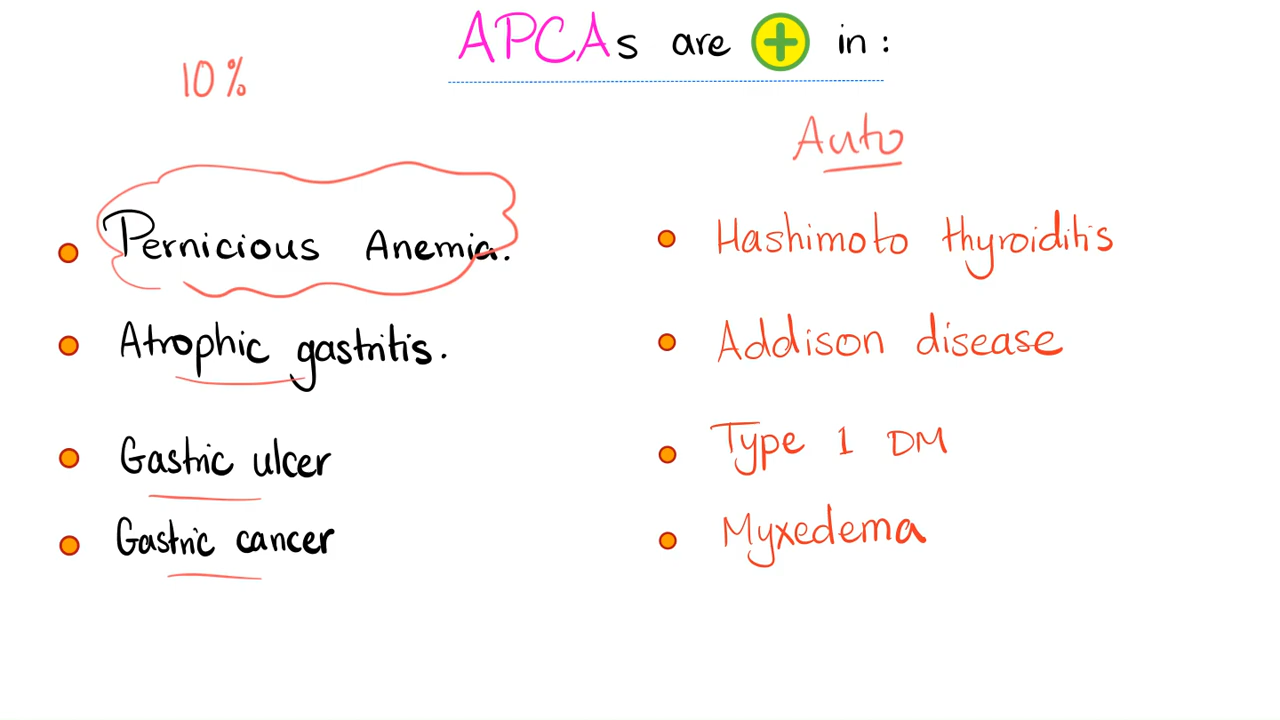 APCAs are + in:
10%
Pernicious Anemia.
Atrophic gastritis.
Gastric ulcer
Gastric cancer
Auto
Hashimoto thyroiditis
Addison disease
Type 1 DM
Myxedema